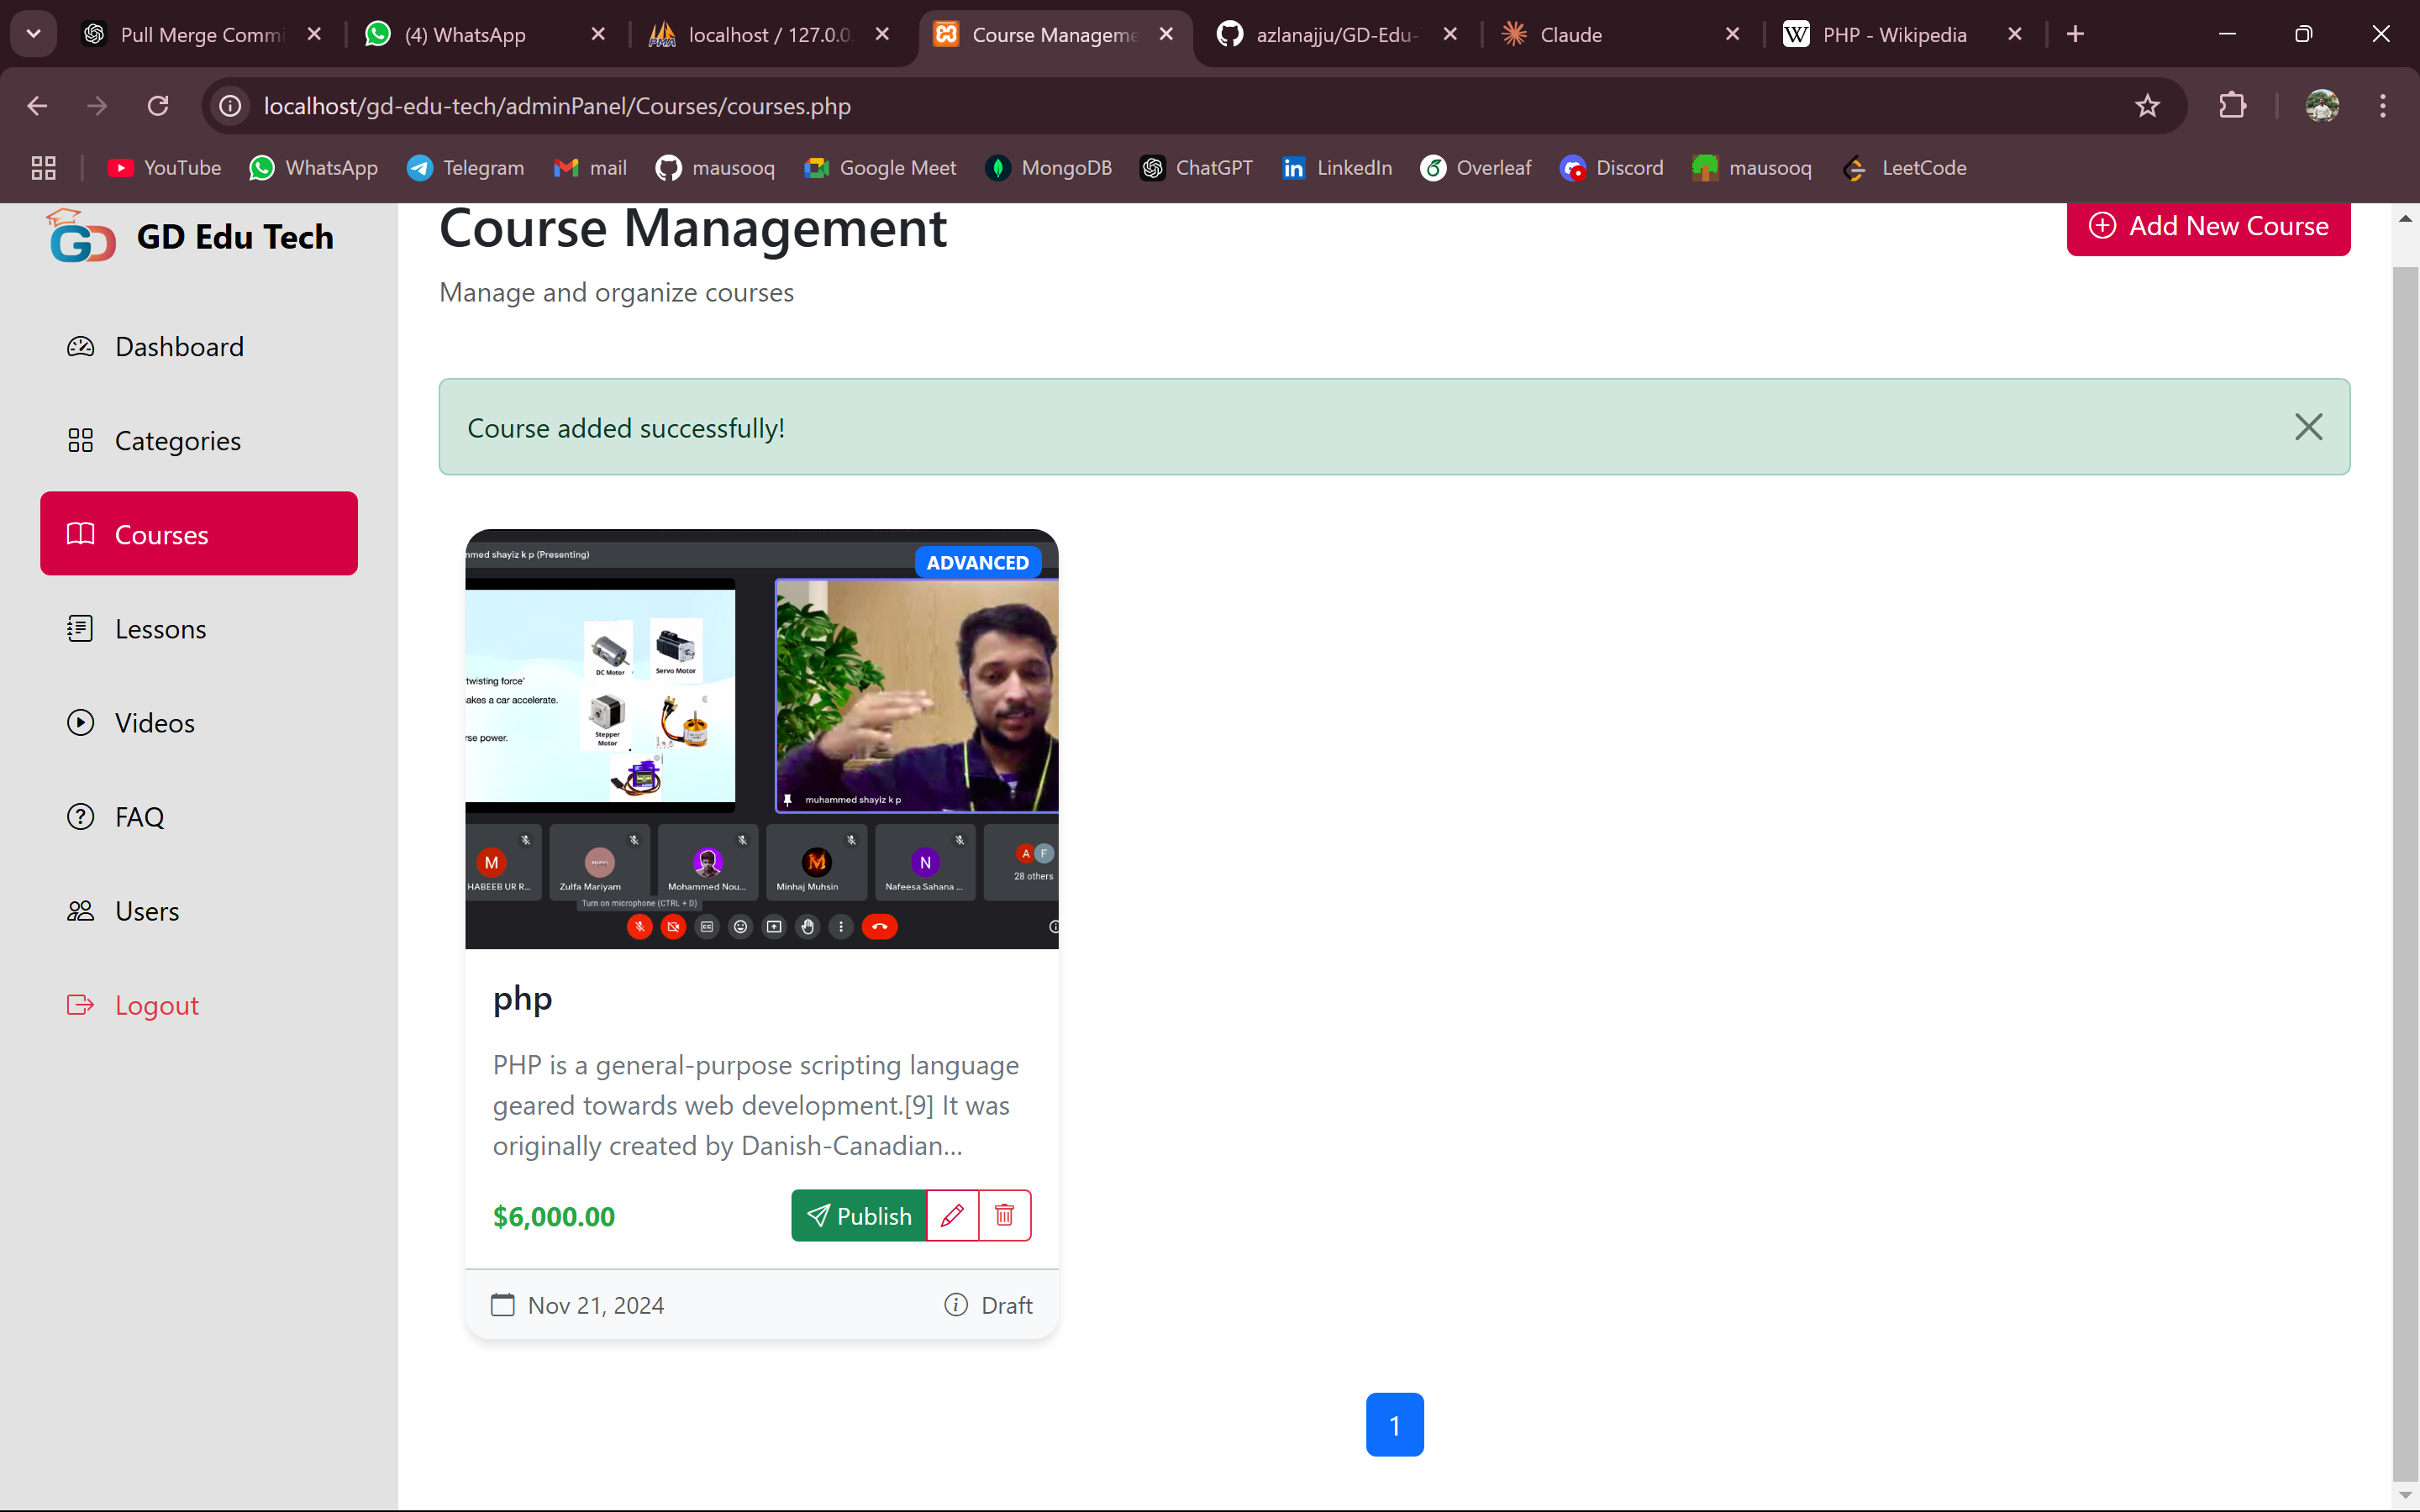 Pull Merge Commi
(4) WhatsApp
localhost / 127.0.0.
Course Manageme
azlanajju/GD-Edu-
Claude
W PHP - Wikipedia
localhost/gd-edu-tech/adminPanel/Courses/courses.php
YouTube
WhatsApp
Telegram
mail
mausooq
Google Meet
MongoDB
ChatGPT
LinkedIn
Overleaf
Discord
mausooq
LeetCode
GD
GD Edu Tech
Dashboard
Categories
Courses
Lessons
Videos
FAQ
Users
Logout
Course Management
Manage and organize courses
Add New Course
Course added successfully!
mmed shayiz k p (Presenting)
ADVANCED
DC Motor
Servo Motor
twisting force'
akes a car accelerate.
Stepper
Motor
rse power.
muhammed shayiz k p
M
HABEEB UR R...
Zulfa Mariyam
Mohammed Nou...
M
Minhaj Muhsin
N
Nafeesa Sahana ...
A F
28 others
Turn on microphone (CTRL + D)
php
PHP is a general-purpose scripting language
geared towards web development.[9] It was
originally created by Danish-Canadian...
$6,000.00
Publish
Nov 21, 2024
Draft
1